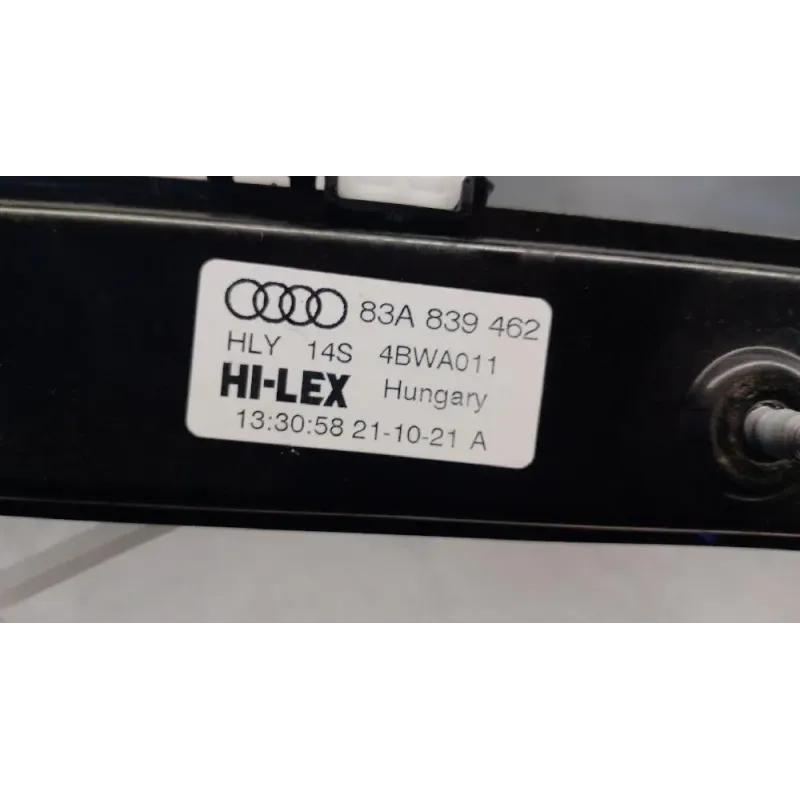 83A 839 462
HLY 14S 4BWA011
HI-LEX Hungary
13:30:58 21-10-21 A